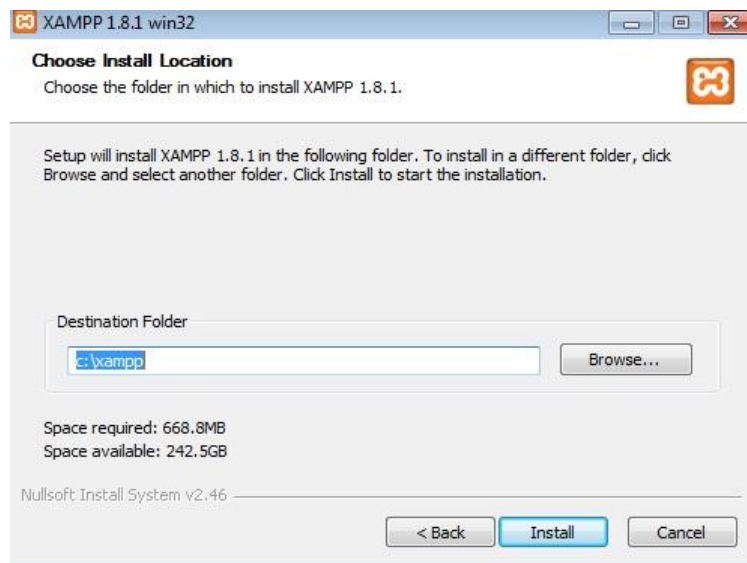 XAMPP 1.8.1 win32
Choose Install Location
Choose the folder in which to install XAMPP 1.8.1.
Setup will install XAMPP 1.8.1 in the following folder. To install in a different folder, click
Browse and select another folder. Click Install to start the installation.
Destination Folder
c:\xampp
Browse...
Space required: 668.8MB
Space available: 242.5GB
Nullsoft Install System v2.46
< Back
Install
Cancel